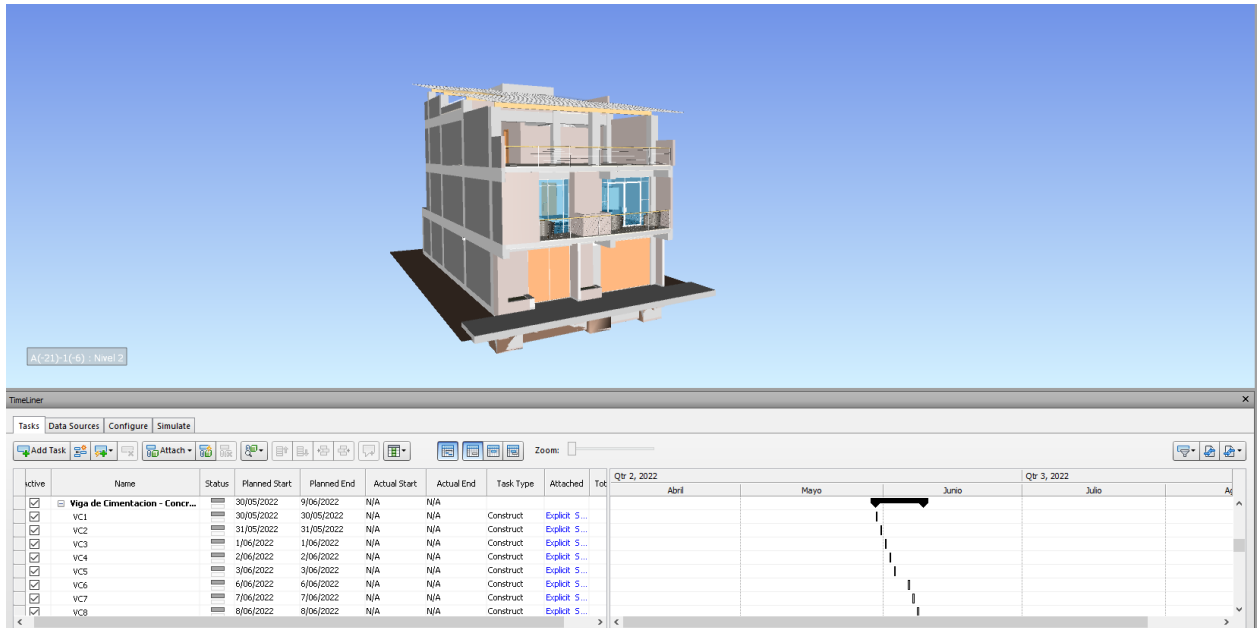 A(-21)-1(-6) : Nivel 2
TimeLiner
Tasks Data Sources Configure Simulate
Add Task Attach Zoom:
ctive Name Status Planned Start Planned End Actual Start Actual End Task Type Attached Tot
Qtr 2, 2022 Qtr 3, 2022
Abril Mayo Junio Julio Ag
Viga de Cimentacion - Concr... 30/05/2022 9/06/2022 N/A N/A
VC1 30/05/2022 30/05/2022 N/A N/A Construct Explicit S...
VC2 31/05/2022 31/05/2022 N/A N/A Construct Explicit S...
VC3 1/06/2022 1/06/2022 N/A N/A Construct Explicit S...
VC4 2/06/2022 2/06/2022 N/A N/A Construct Explicit S...
VC5 3/06/2022 3/06/2022 N/A N/A Construct Explicit S...
VC6 6/06/2022 6/06/2022 N/A N/A Construct Explicit S...
VC7 7/06/2022 7/06/2022 N/A N/A Construct Explicit S...
VC8 8/06/2022 8/06/2022 N/A N/A Construct Explicit S...